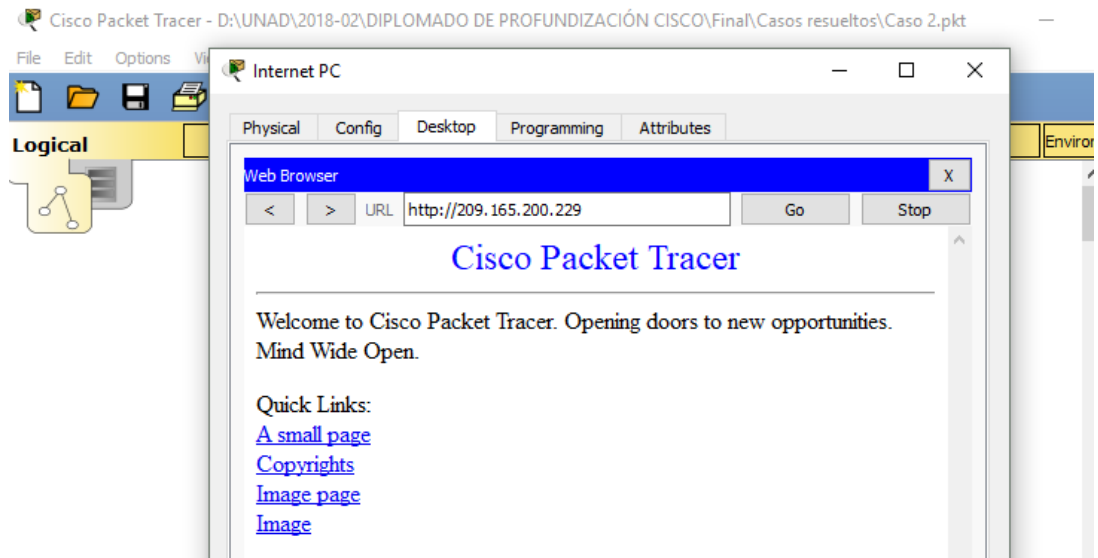 Cisco Packet Tracer - D:\UNAD\2018-02\DIPLOMADO DE PROFUNDIZACIÓN CISCO\Final\Casos resueltos\Caso 2.pkt
File Edit Options
Internet PC
Physical Config Desktop Programming Attributes
Logical
Web Browser X
< > URL http://209.165.200.229 Go Stop
Cisco Packet Tracer
Welcome to Cisco Packet Tracer. Opening doors to new opportunities.
Mind Wide Open.
Quick Links:
A small page
Copyrights
Image page
Image